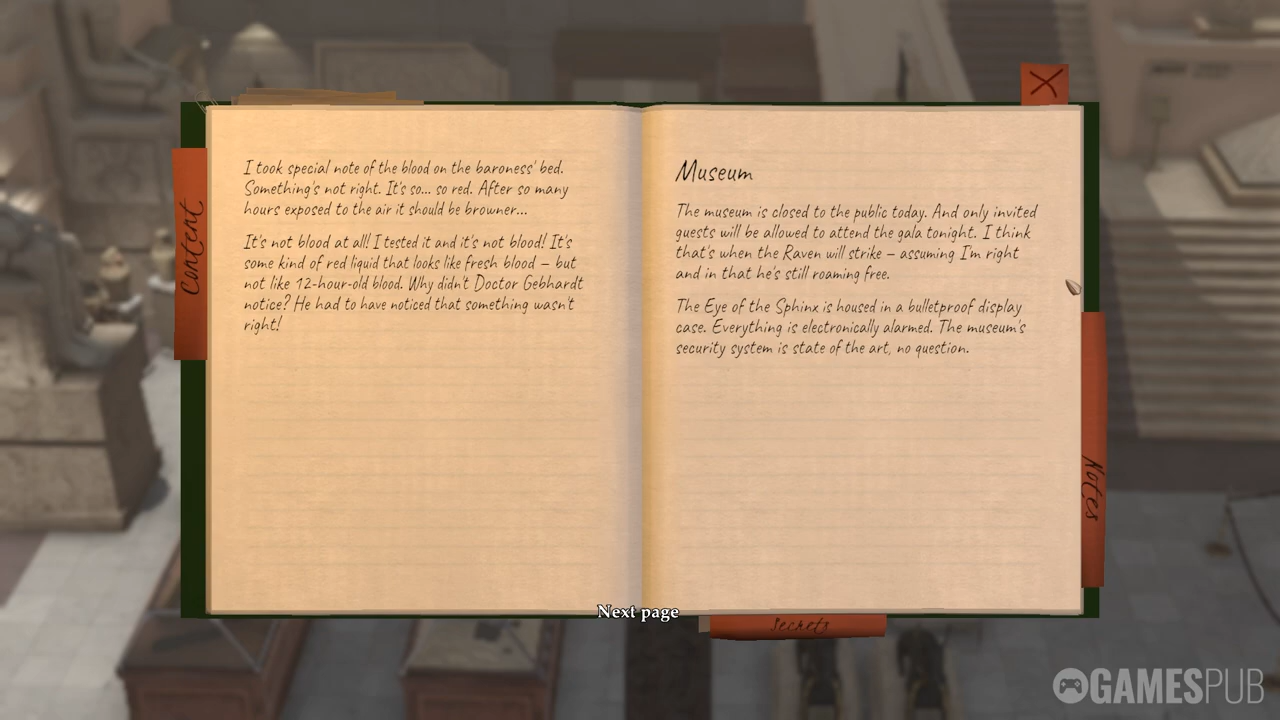 Content
I took special note of the blood on the baroness' bed.
Something's not right. It's so... so red. After so many
hours exposed to the air it should be browner...
It's not blood at all! I tested it and it's not blood! It's
some kind of red liquid that looks like fresh blood – but
not like 12-hour-old blood. Why didn't Doctor Gebhardt
notice? He had to have noticed that something wasn't
right!
Museum
The museum is closed to the public today. And only invited
guests will be allowed to attend the gala tonight. I think
that's when the Raven will strike – assuming I'm right
and in that he's still roaming free.
The Eye of the Sphinx is housed in a bulletproof display
case. Everything is electronically alarmed. The museum's
security system is state of the art, no question.
Notes
Next page
Secrets
GAMESPUB